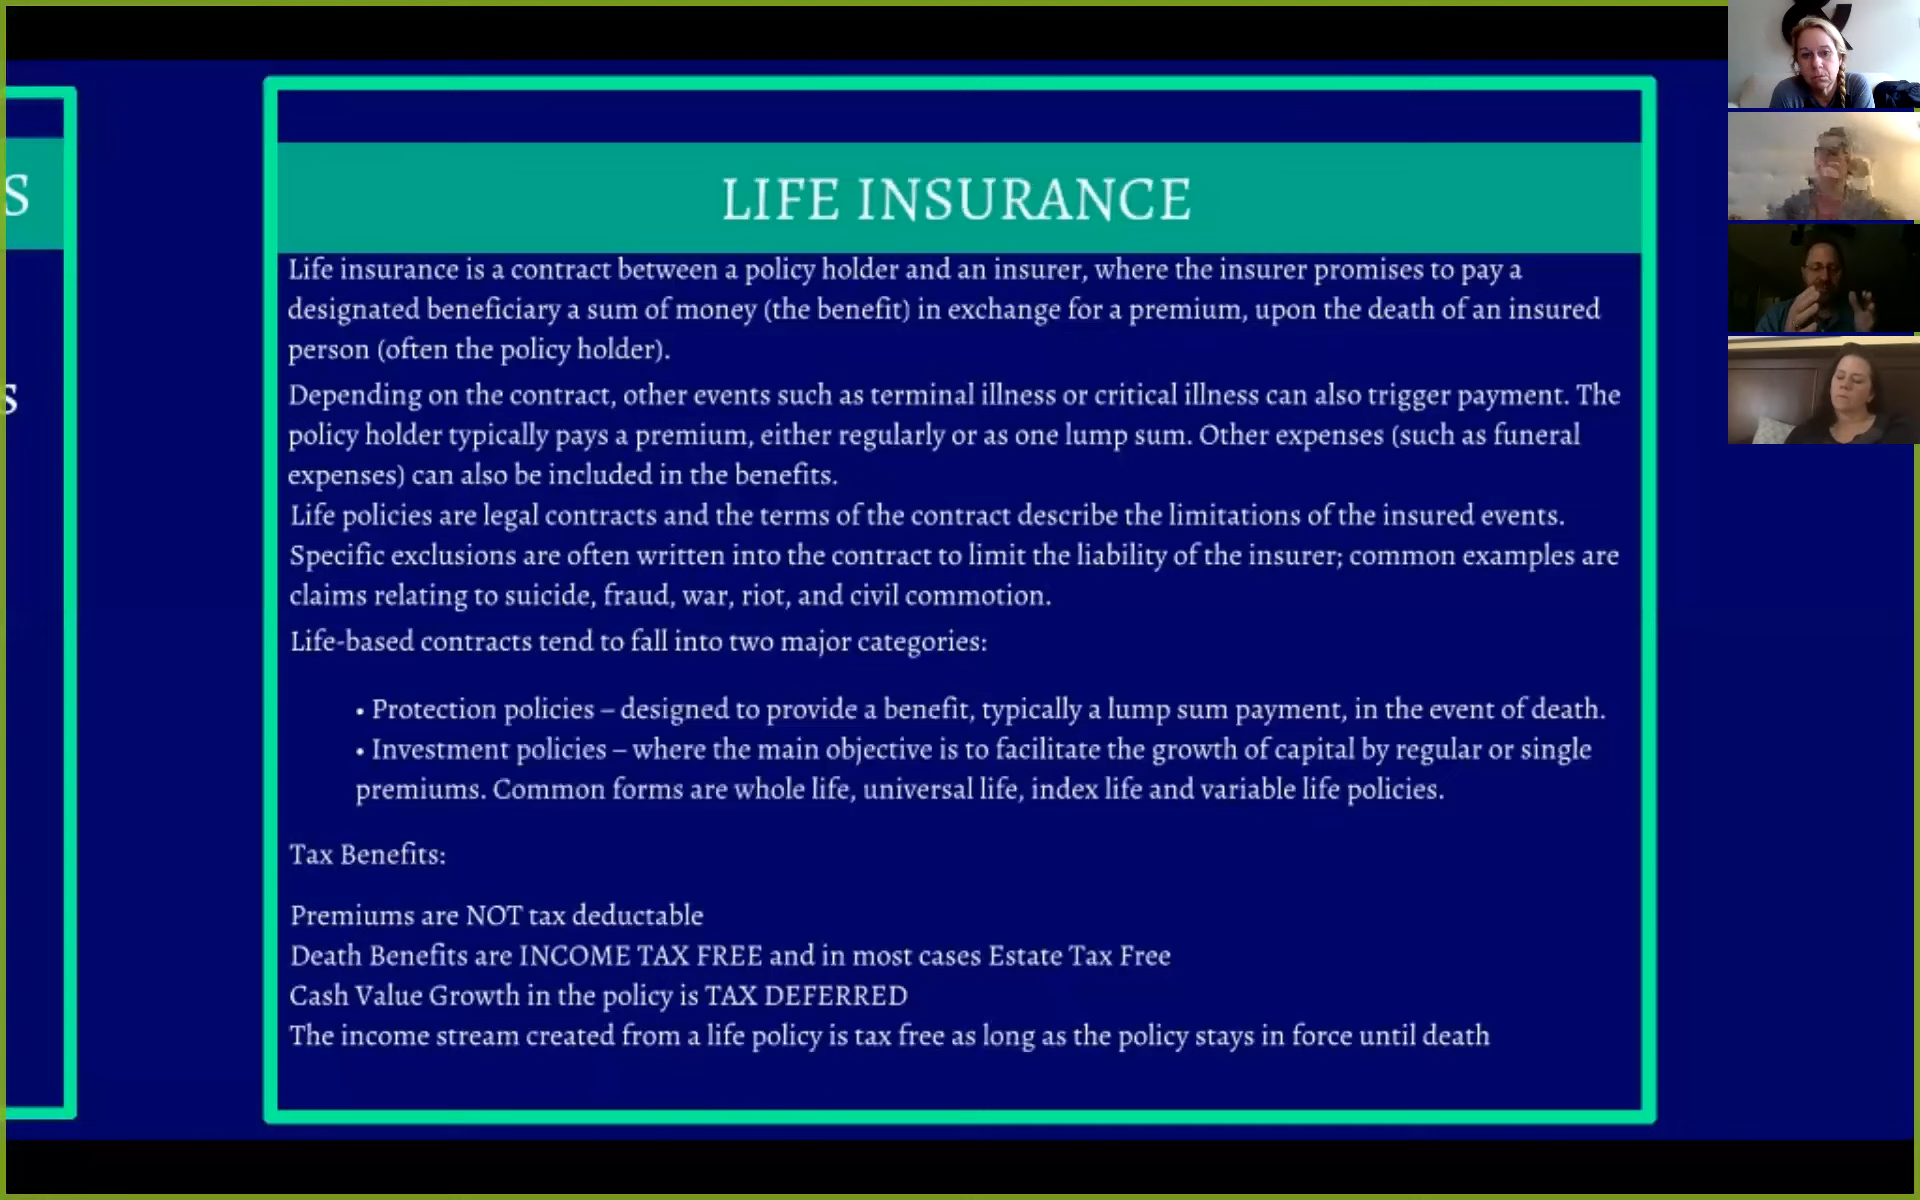 S
S
LIFE INSURANCE
Life insurance is a contract between a policy holder and an insurer, where the insurer promises to pay a
designated beneficiary a sum of money (the benefit) in exchange for a premium, upon the death of an insured
person (often the policy holder).
Depending on the contract, other events such as terminal illness or critical illness can also trigger payment. The
policy holder typically pays a premium, either regularly or as one lump sum. Other expenses (such as funeral
expenses) can also be included in the benefits.
Life policies are legal contracts and the terms of the contract describe the limitations of the insured events.
Specific exclusions are often written into the contract to limit the liability of the insurer; common examples are
claims relating to suicide, fraud, war, riot, and civil commotion.
Life-based contracts tend to fall into two major categories:
• Protection policies – designed to provide a benefit, typically a lump sum payment, in the event of death.
• Investment policies – where the main objective is to facilitate the growth of capital by regular or single
premiums. Common forms are whole life, universal life, index life and variable life policies.
Tax Benefits:
Premiums are NOT tax deductable
Death Benefits are INCOME TAX FREE and in most cases Estate Tax Free
Cash Value Growth in the policy is TAX DEFERRED
The income stream created from a life policy is tax free as long as the policy stays in force until death